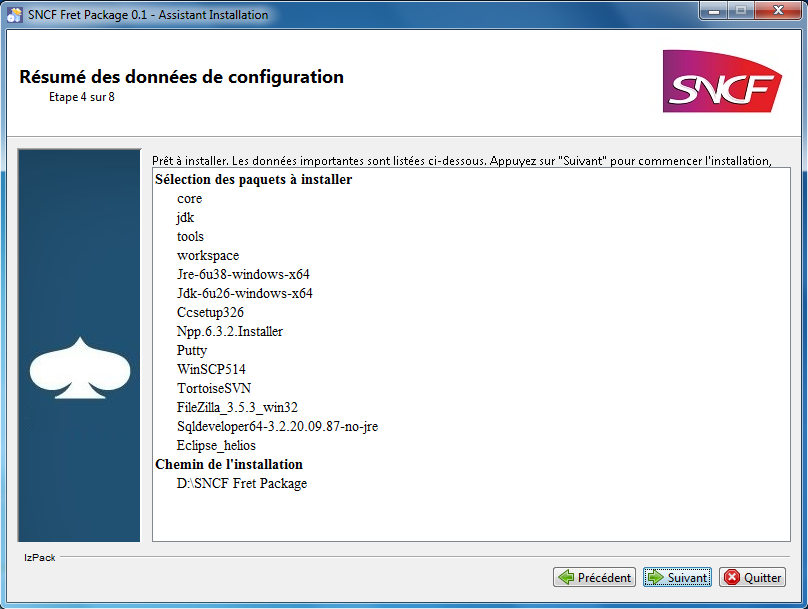 SNCF Fret Package 0.1 - Assistant Installation
Résumé des données de configuration
Etape 4 sur 8
SNCF
Prêt à installer. Les données importantes sont listées ci-dessous. Appuyez sur "Suivant" pour commencer l'installation,
Sélection des paquets à installer
core
jdk
tools
workspace
Jre-6u38-windows-x64
Jdk-6u26-windows-x64
Ccsetup326
Npp.6.3.2.Installer
Putty
WinSCP514
TortoiseSVN
FileZilla_3.5.3_win32
Sqldeveloper64-3.2.20.09.87-no-jre
Eclipse_helios
Chemin de l'installation
D:\SNCF Fret Package
IzPack
Précédent
Suivant
Quitter